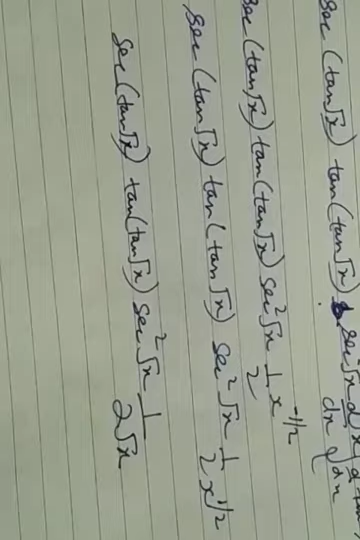 sec(tan√x) tan(tan√x) sec²√x d/dx
sec(tan√x) tan(tan√x) sec²√x 1/2 x^-1/2
sec(tan√x) tan(tan√x) sec²√x 1/2x^1/2
sec(tan√x) tan(tan√x) sec²√x 1/2√x